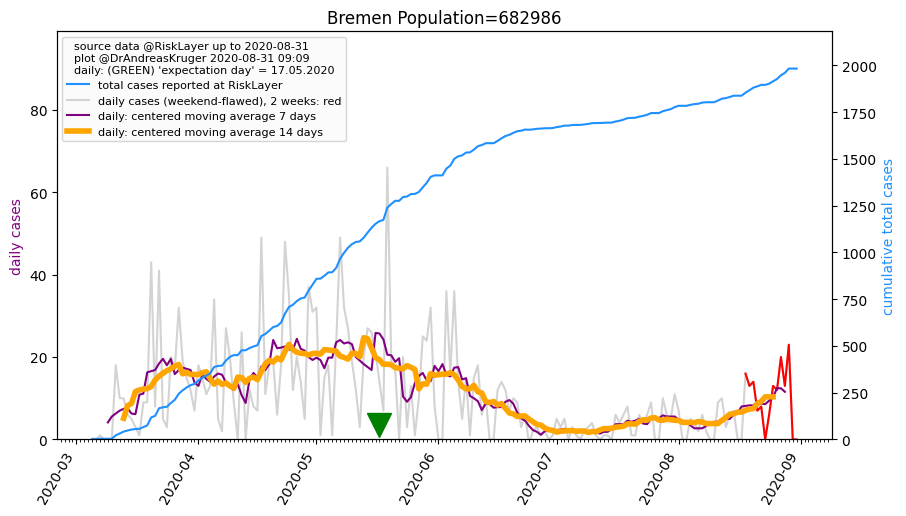 Bremen Population=682986
source data @RiskLayer up to 2020-08-31
plot @DrAndreasKruger 2020-08-31 09:09
daily: (GREEN) 'expectation day' = 17.05.2020
total cases reported at RiskLayer
daily cases (weekend-flawed), 2 weeks: red
daily: centered moving average 7 days
daily: centered moving average 14 days
daily cases
80
60
40
20
0
cumulative total cases
2000
1750
1500
1250
1000
750
500
250
0
2020-03
2020-04
2020-05
2020-06
2020-07
2020-08
2020-09